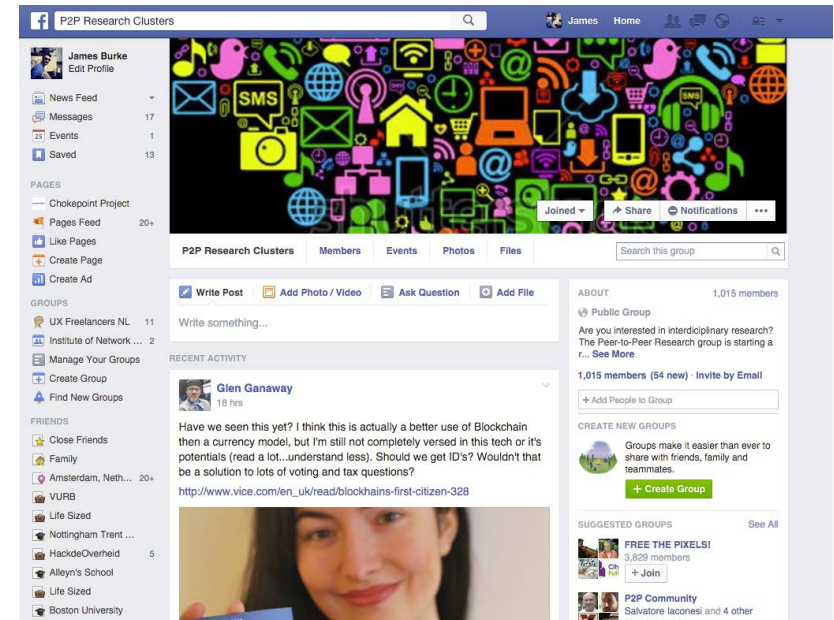 P2P Research Clusters
James
Home
James Burke
Edit Profile
News Feed
Messages 17
Events 1
Saved 13
PAGES
Chokepoint Project
Pages Feed 20+
Like Pages
Create Page
Create Ad
GROUPS
UX Freelancers NL 11
Institute of Network ... 2
Manage Your Groups
Create Group
Find New Groups
FRIENDS
Close Friends
Family
Amsterdam, Neth... 20+
VURB
Life Sized
Nottingham Trent ...
HackdeOverheid 5
Alleyn's School
Life Sized
Boston University
SMS
SMS
Joined
Share
Notifications
P2P Research Clusters Members Events Photos Files
Search this group
Write Post Add Photo / Video Ask Question Add File
Write something...
RECENT ACTIVITY
Glen Ganaway
18 hrs
Have we seen this yet? I think this is actually a better use of Blockchain
then a currency model, but I'm still not completely versed in this tech or it's
potentials (read a lot...understand less). Should we get ID's? Wouldn't that
be a solution to lots of voting and tax questions?
http://www.vice.com/en_uk/read/blockhains-first-citizen-328
ABOUT 1,015 members
Public Group
Are you interested in interdiciplinary research?
The Peer-to-Peer Research group is starting a
r... See More
1,015 members (54 new) · Invite by Email
+ Add People to Group
CREATE NEW GROUPS
Groups make it easier than ever to
share with friends, family and
teammates.
+ Create Group
SUGGESTED GROUPS See All
FREE THE PIXELS!
3,829 members
+ Join
P2P Community
Salvatore Iaconesi and 4 other